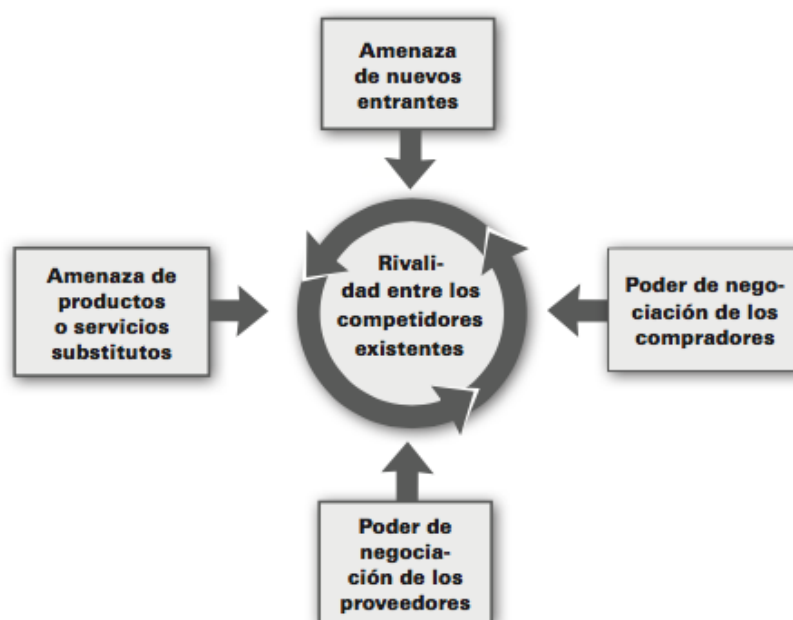 Amenaza
de nuevos
entrantes
Amenaza de
productos
o servicios
substitutos
Rivali-
dad entre los
competidores
existentes
Poder de nego-
ciación de los
compradores
Poder de
negocia-
ción de los
proveedores